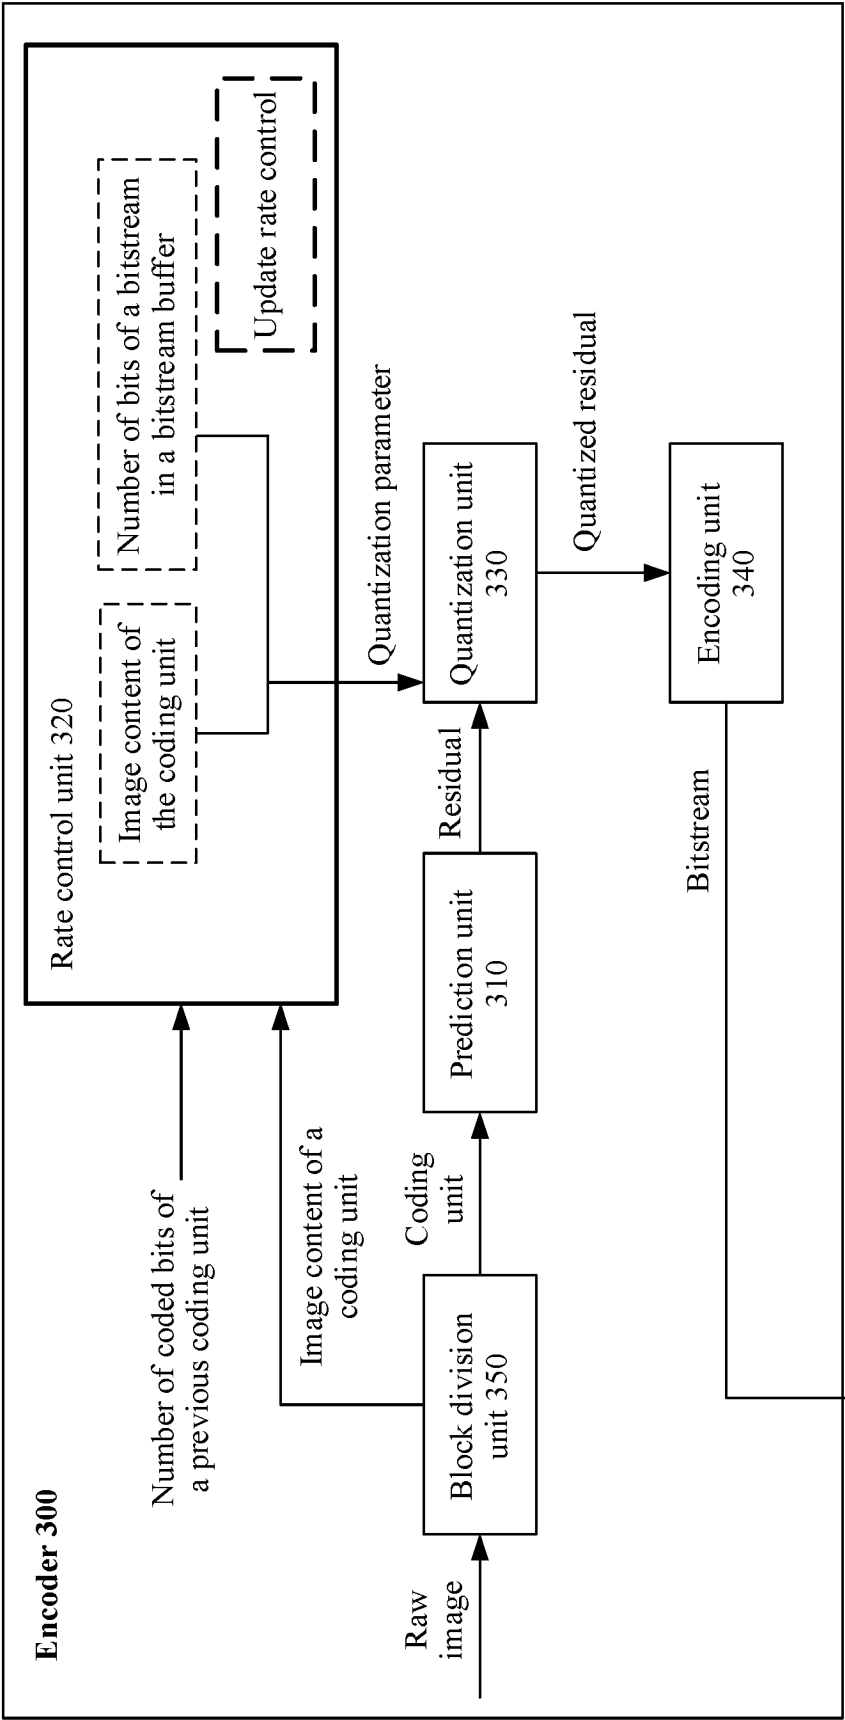 Encoder 300
Rate control unit 320
Number of coded bits of
a previous coding unit
Image content of
the coding unit
Number of bits of a bitstream
in a bitstream buffer
Update rate control
Image content of a
coding unit
Quantization parameter
Raw
image
Block division
unit 350
Coding
unit
Prediction unit
310
Residual
Quantization unit
330
Quantized residual
Encoding unit
340
Bitstream